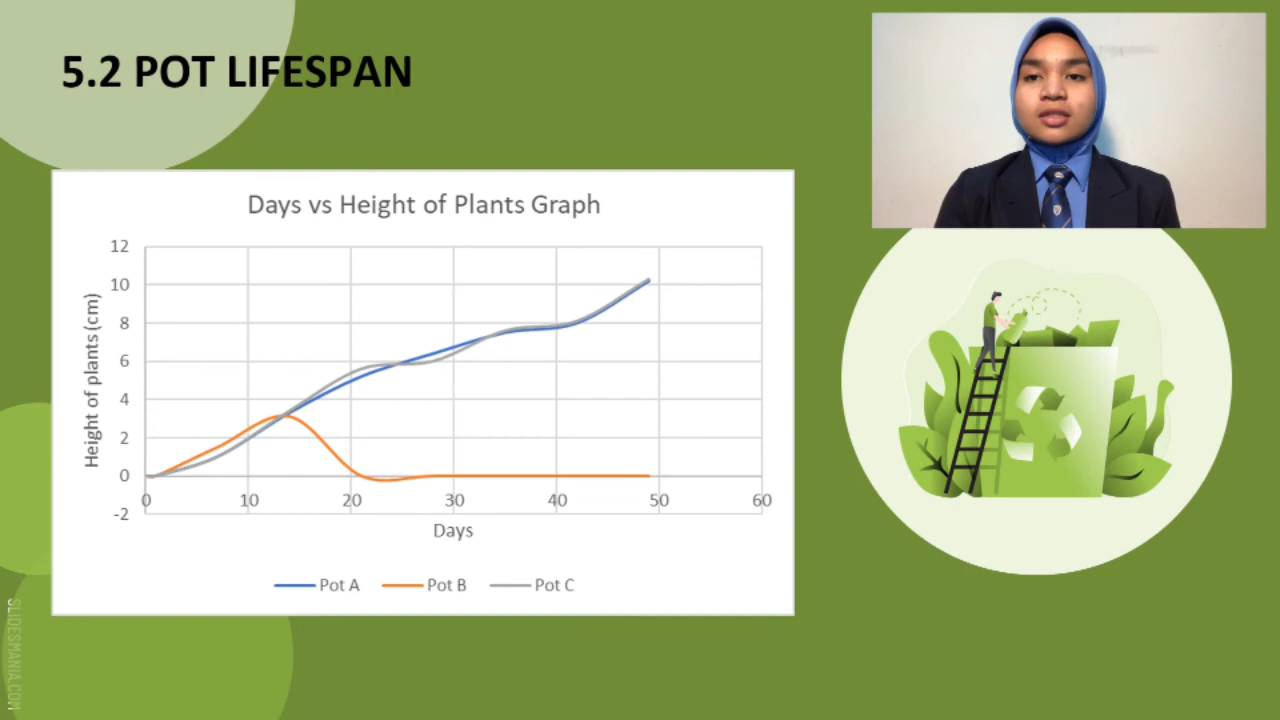 5.2 POT LIFESPAN
Days vs Height of Plants Graph
12
10
8
6
4
2
0
-2
Height of plants (cm)
0 10 20 30 40 50 60
Days
Pot A Pot B Pot C
SLIDESMANIA.COM